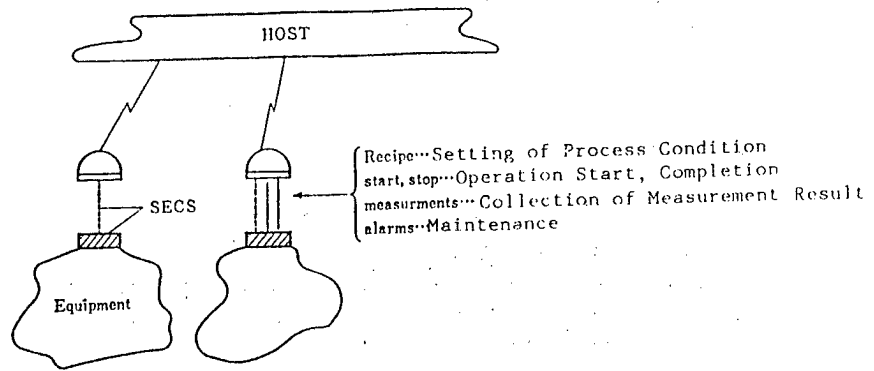 HOST
Recipe···Setting of Process Condition
start, stop···Operation Start, Completion
measurments···Collection of Measurement Result
alarms··Maintenance
SECS
Equipment